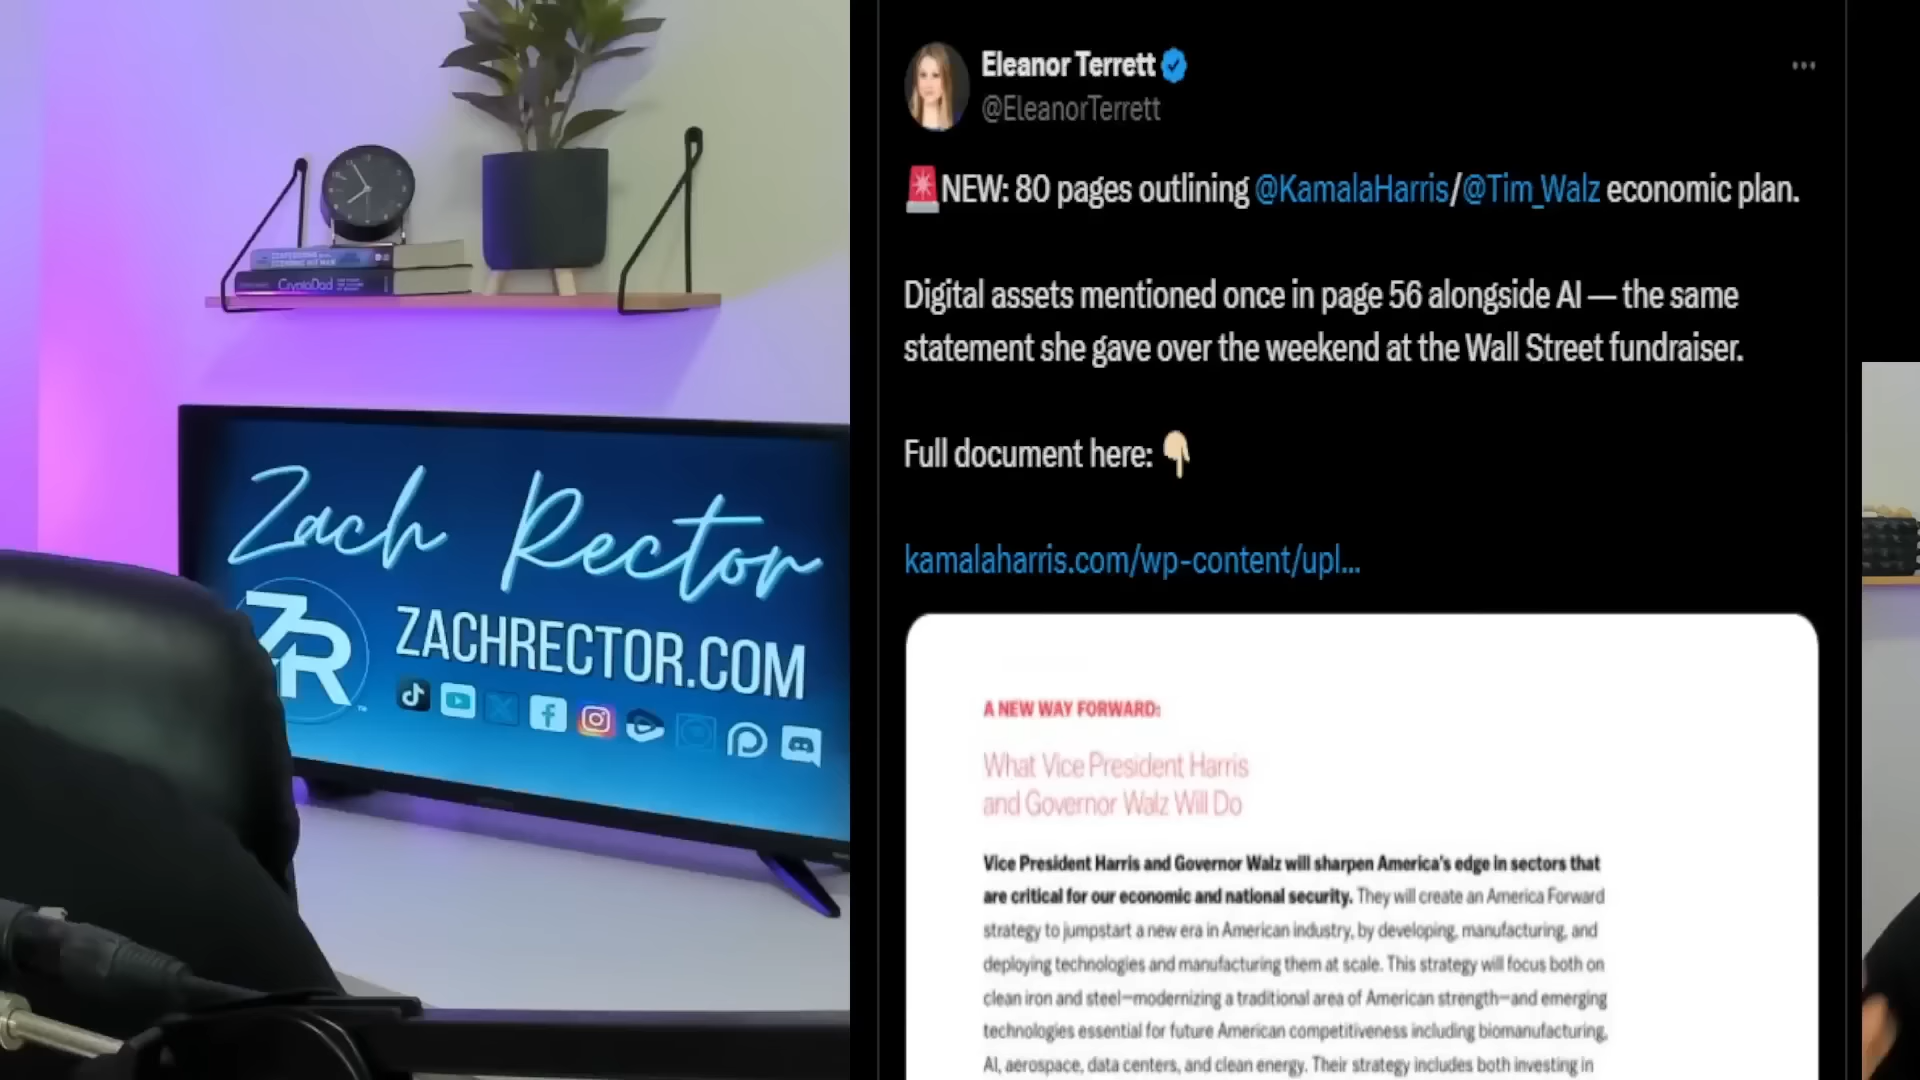 CryptoDad
Zach Rector
ZR
ZACHRECTOR.COM
Eleanor Terrett
@EleanorTerrett
NEW: 80 pages outlining @KamalaHarris/@Tim_Walz economic plan.
Digital assets mentioned once in page 56 alongside AI — the same
statement she gave over the weekend at the Wall Street fundraiser.
Full document here:
kamalaharris.com/wp-content/upl...
A NEW WAY FORWARD:
What Vice President Harris
and Governor Walz Will Do
Vice President Harris and Governor Walz will sharpen America's edge in sectors that
are critical for our economic and national security. They will create an America Forward
strategy to jumpstart a new era in American industry, by developing, manufacturing, and
deploying technologies and manufacturing them at scale. This strategy will focus both on
clean iron and steel—modernizing a traditional area of American strength—and emerging
technologies essential for future American competitiveness including biomanufacturing,
AI, aerospace, data centers, and clean energy. Their strategy includes both investing in